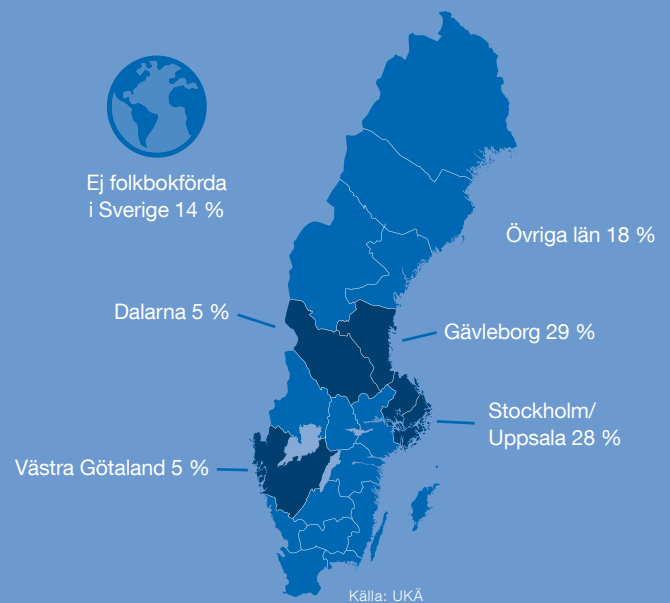 Ej folkbokförda
i Sverige 14 %
Övriga län 18 %
Dalarna 5 %
Gävleborg 29 %
Stockholm/
Uppsala 28 %
Västra Götaland 5 %
Källa: UKÄ